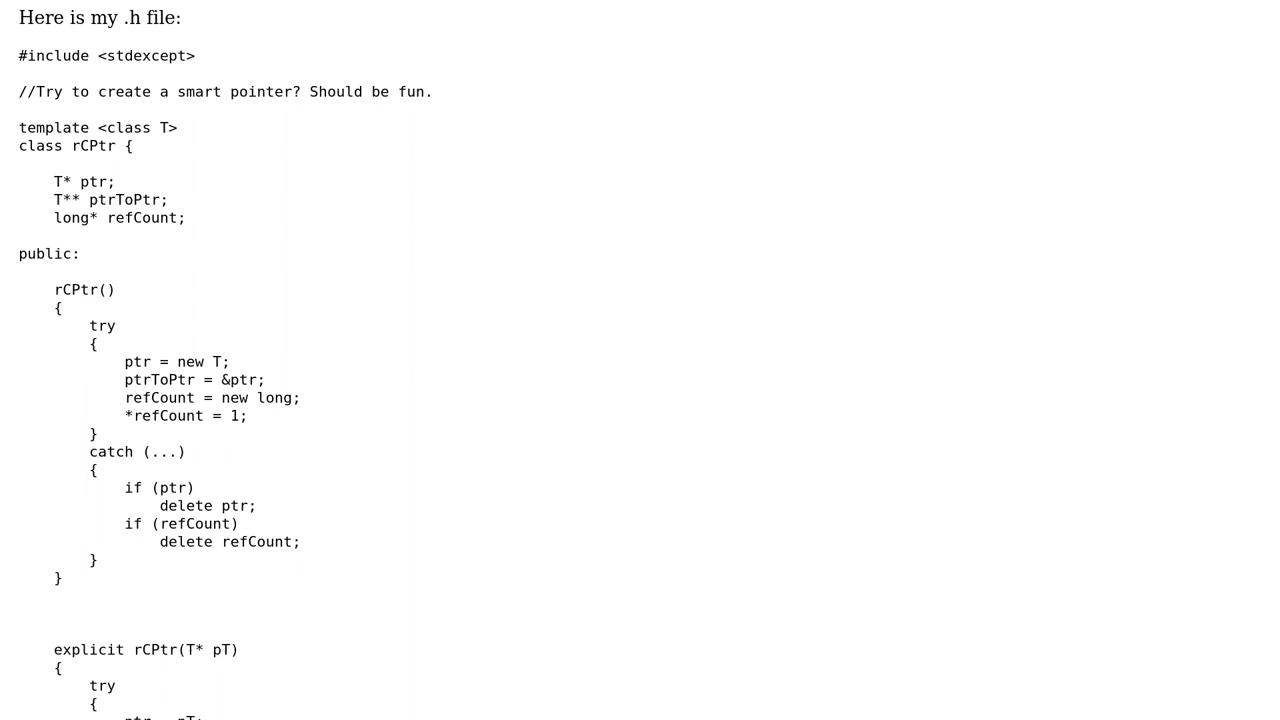 Here is my .h file:
#include <stdexcept>
//Try to create a smart pointer? Should be fun.
template <class T>
class rCPtr {
    T* ptr;
    T** ptrToPtr;
    long* refCount;
public:
    rCPtr()
    {
        try
        {
            ptr = new T;
            ptrToPtr = &ptr;
            refCount = new long;
            *refCount = 1;
        }
        catch (...)
        {
            if (ptr)
                delete ptr;
            if (refCount)
                delete refCount;
        }
    }
    explicit rCPtr(T* pT)
    {
        try
        {
            ptr = pT;